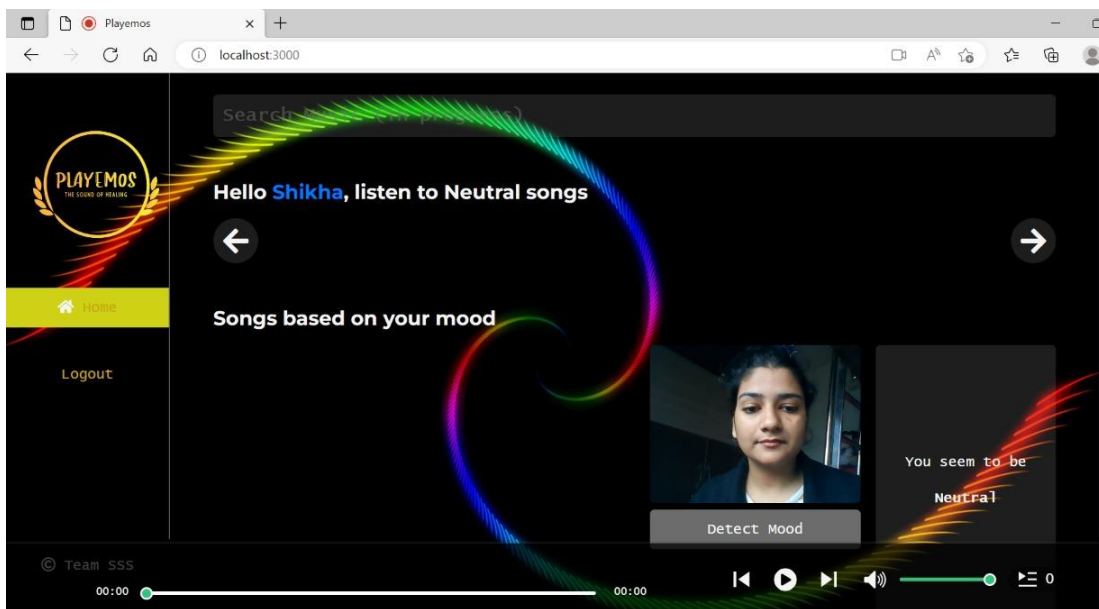 Playemos
localhost:3000
PLAYEMOS
THE SOUND OF HEALING
Search
Hello Shikha, listen to Neutral songs
Home
Songs based on your mood
Logout
You seem to be
Neutral
Detect Mood
© Team SSS
00:00
00:00
0